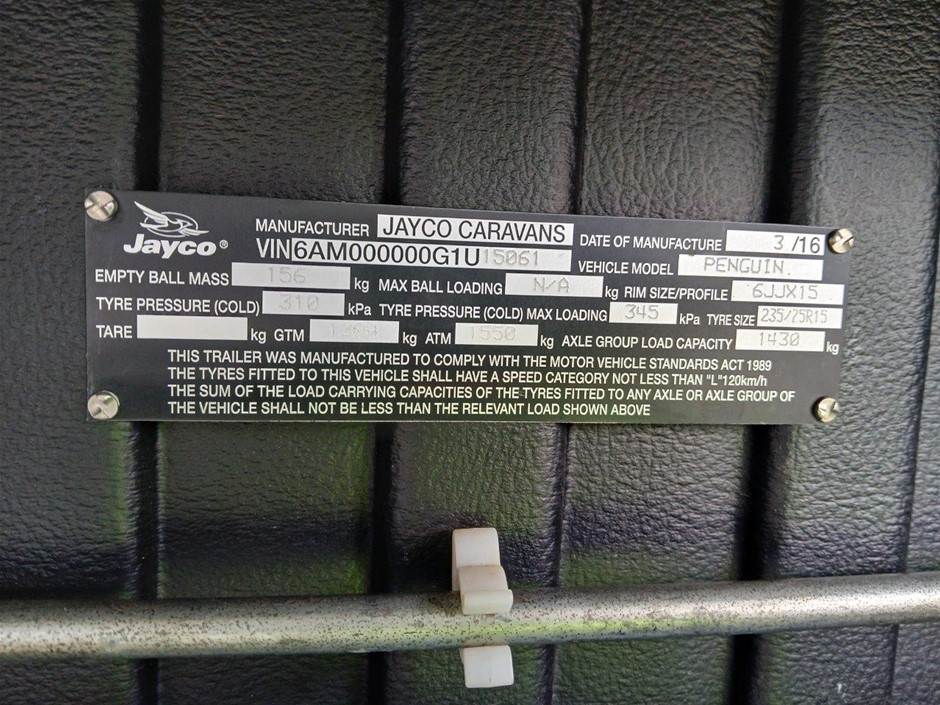 Jayco®
MANUFACTURER JAYCO CARAVANS DATE OF MANUFACTURE 3 /16
VIN 6AM000000G1U15061 VEHICLE MODEL PENGUIN.
EMPTY BALL MASS 156 kg MAX BALL LOADING N/A kg RIM SIZE/PROFILE 6JJX15
TYRE PRESSURE (COLD) 310 kPa TYRE PRESSURE (COLD) MAX LOADING 345 kPa TYRE SIZE 235/75R15
TARE kg GTM kg ATM 1550 kg AXLE GROUP LOAD CAPACITY 1430 kg
THIS TRAILER WAS MANUFACTURED TO COMPLY WITH THE MOTOR VEHICLE STANDARDS ACT 1989
THE TYRES FITTED TO THIS VEHICLE SHALL HAVE A SPEED CATEGORY NOT LESS THAN "L"120km/h
THE SUM OF THE LOAD CARRYING CAPACITIES OF THE TYRES FITTED TO ANY AXLE OR AXLE GROUP OF
THE VEHICLE SHALL NOT BE LESS THAN THE RELEVANT LOAD SHOWN ABOVE